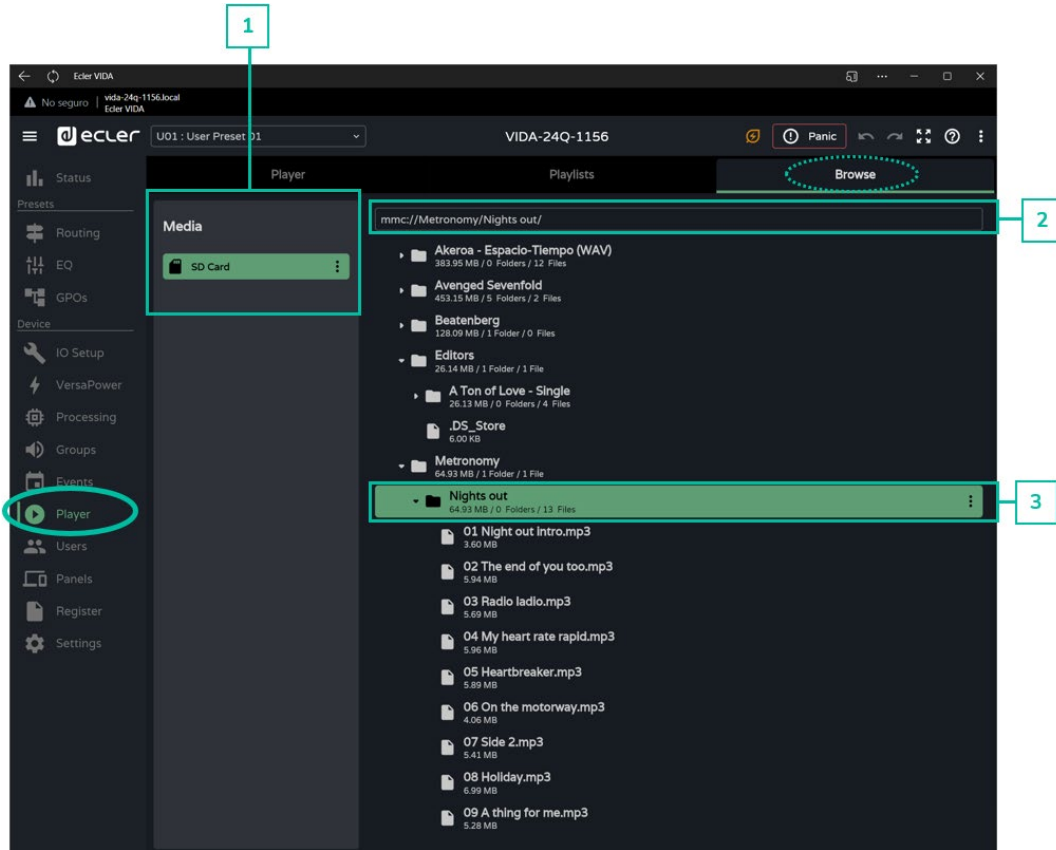 1
Ecler VIDA
No seguro
vida-24q-1156.local
Ecler VIDA
ecler
U01 : User Preset 01
VIDA-24Q-1156
Panic
Status
Presets
Routing
EQ
GPOs
Device
IO Setup
VersaPower
Processing
Groups
Events
Player
Users
Panels
Register
Settings
Player
Playlists
Browse
Media
SD Card
mmc://Metronomy/Nights out/
2
Akeroa - Espacio-Tiempo (WAV)
383.95 MB / 0 Folders / 12 Files
Avenged Sevenfold
453.15 MB / 5 Folders / 2 Files
Beatenberg
128.09 MB / 1 Folder / 0 Files
Editors
26.14 MB / 1 Folder / 1 File
A Ton of Love - Single
26.13 MB / 0 Folders / 4 Files
.DS_Store
6.00 KB
Metronomy
64.93 MB / 1 Folder / 1 File
Nights out
64.93 MB / 0 Folders / 13 Files
3
01 Night out intro.mp3
3.60 MB
02 The end of you too.mp3
5.94 MB
03 Radio ladio.mp3
5.69 MB
04 My heart rate rapid.mp3
5.96 MB
05 Heartbreaker.mp3
5.89 MB
06 On the motorway.mp3
4.06 MB
07 Side 2.mp3
5.41 MB
08 Holiday.mp3
6.99 MB
09 A thing for me.mp3
5.28 MB